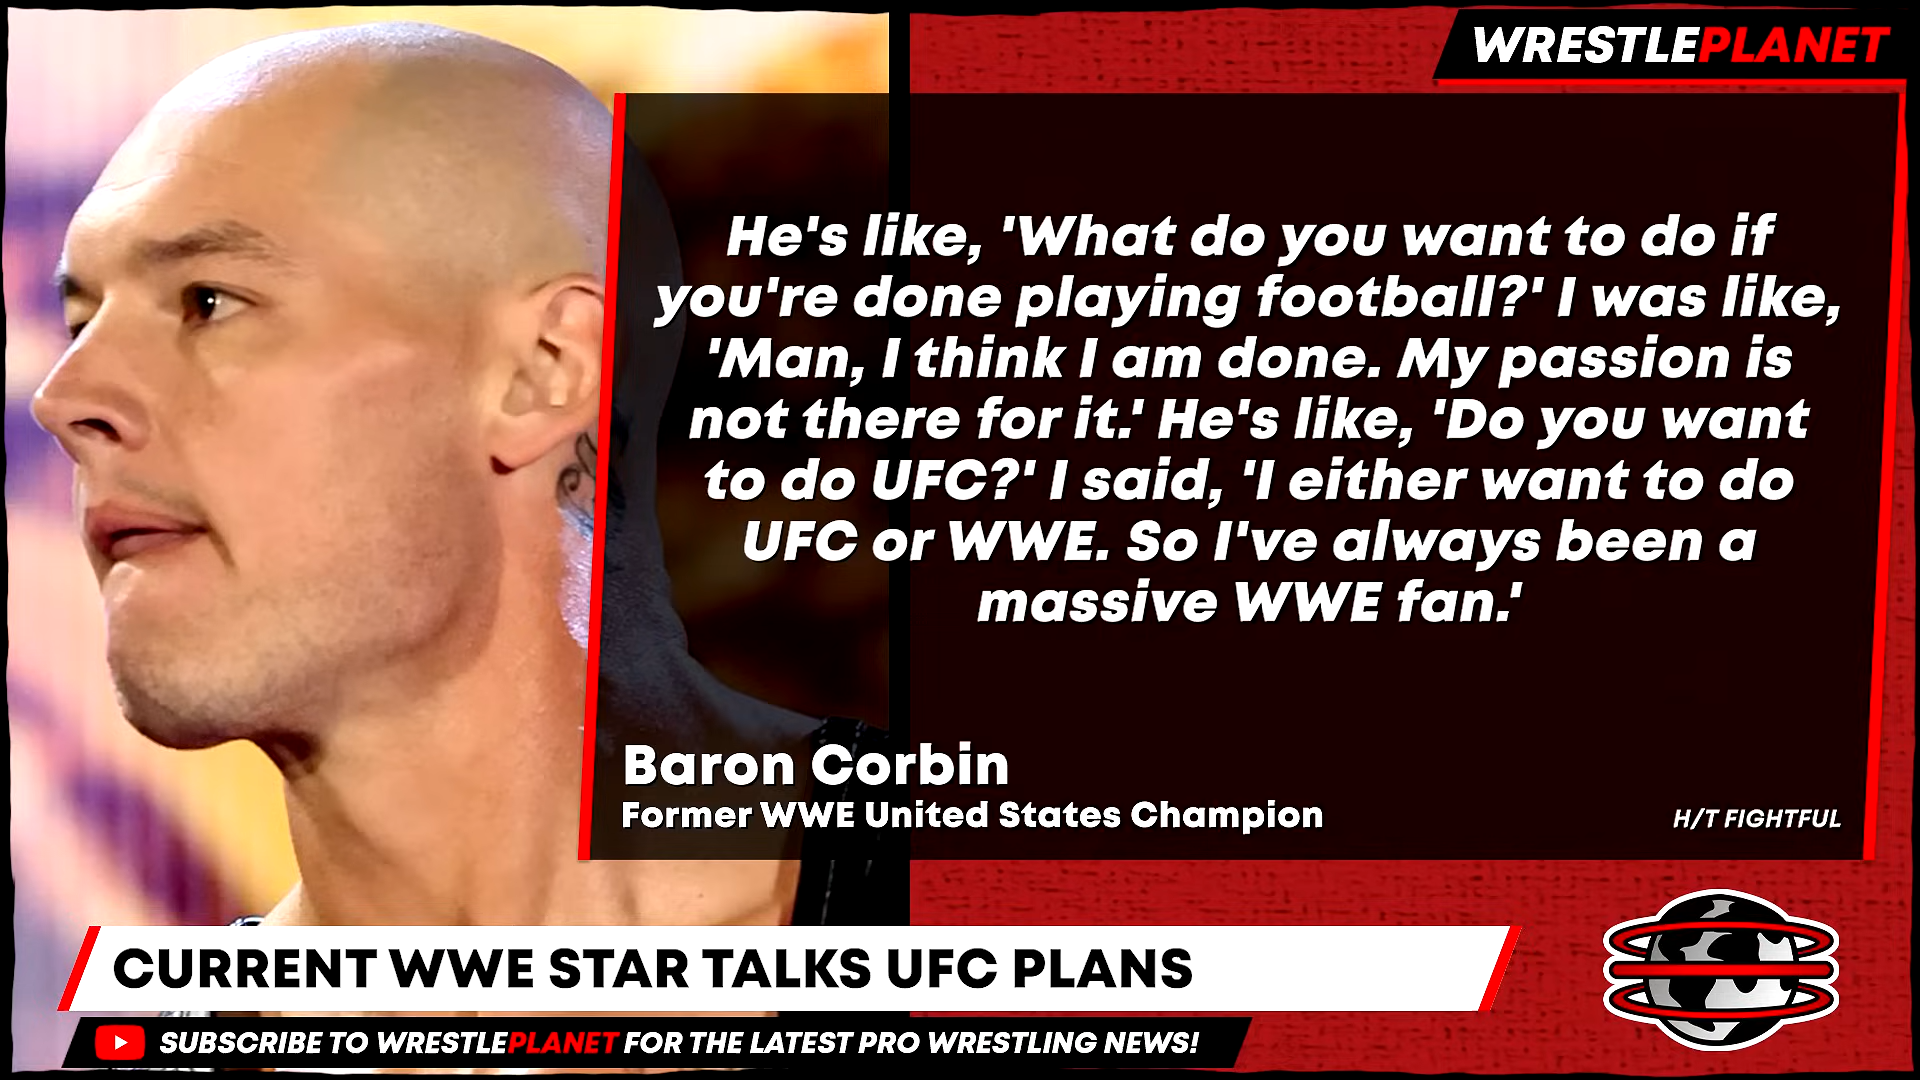 WRESTLEPLANET
He's like, 'What do you want to do if
you're done playing football?' I was like,
'Man, I think I am done. My passion is
not there for it.' He's like, 'Do you want
to do UFC?' I said, 'I either want to do
UFC or WWE. So I've always been a
massive WWE fan.'
Baron Corbin
Former WWE United States Champion
H/T FIGHTFUL
CURRENT WWE STAR TALKS UFC PLANS
SUBSCRIBE TO WRESTLEPLANET FOR THE LATEST PRO WRESTLING NEWS!